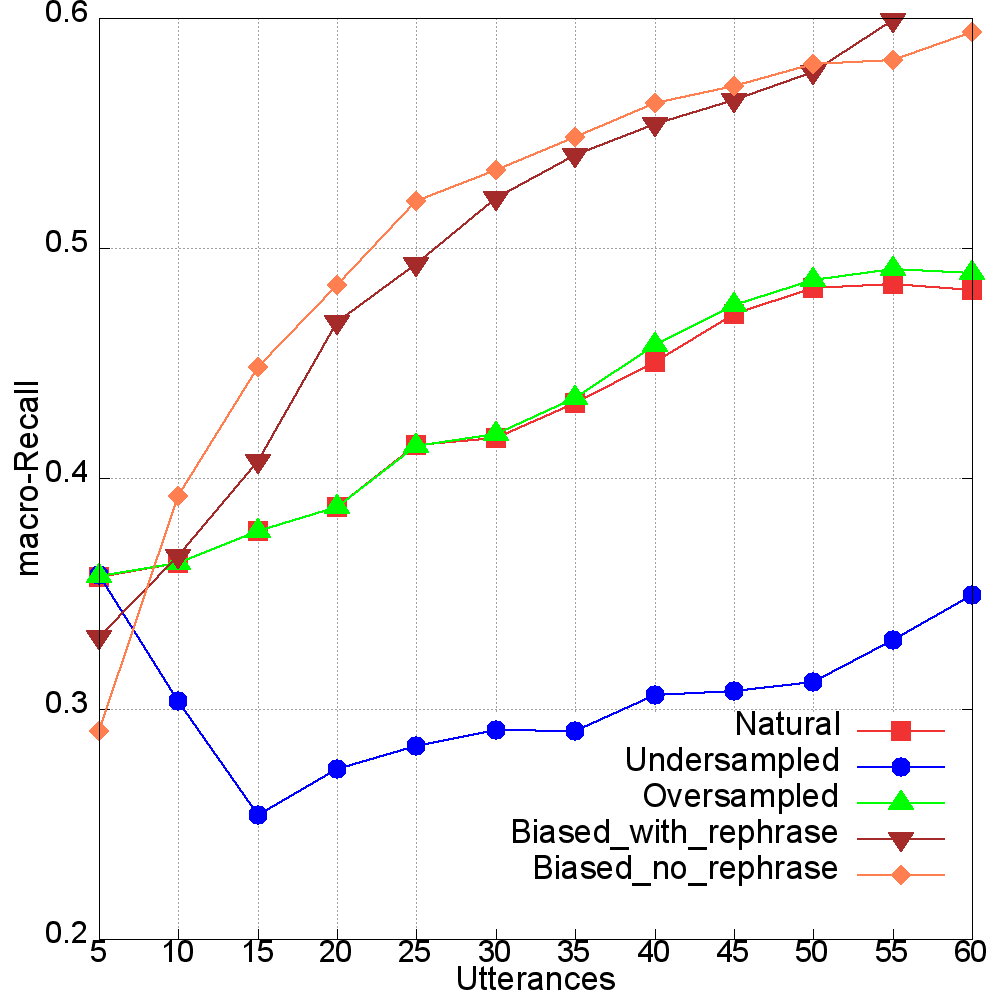 0.6
0.5
0.4
0.3
0.2
macro-Recall
Natural
Undersampled
Oversampled
Biased_with_rephrase
Biased_no_rephrase
5 10 15 20 25 30 35 40 45 50 55 60
Utterances